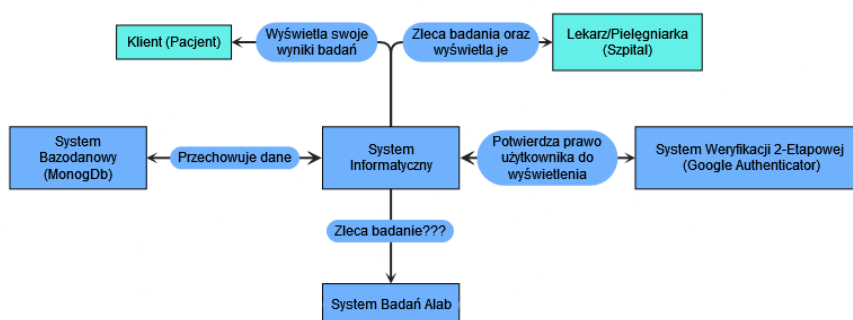 Klient (Pacjent)
Wyświetla swoje
wyniki badań
Zleca badania oraz
wyświetla je
Lekarz/Pielęgniarka
(Szpital)
System
Bazodanowy
(MonogDb)
Przechowuje dane
System
Informatyczny
Potwierdza prawo
użytkownika do
wyświetlenia
System Weryfikacji 2-Etapowej
(Google Authenticator)
Zleca badanie???
System Badań Alab